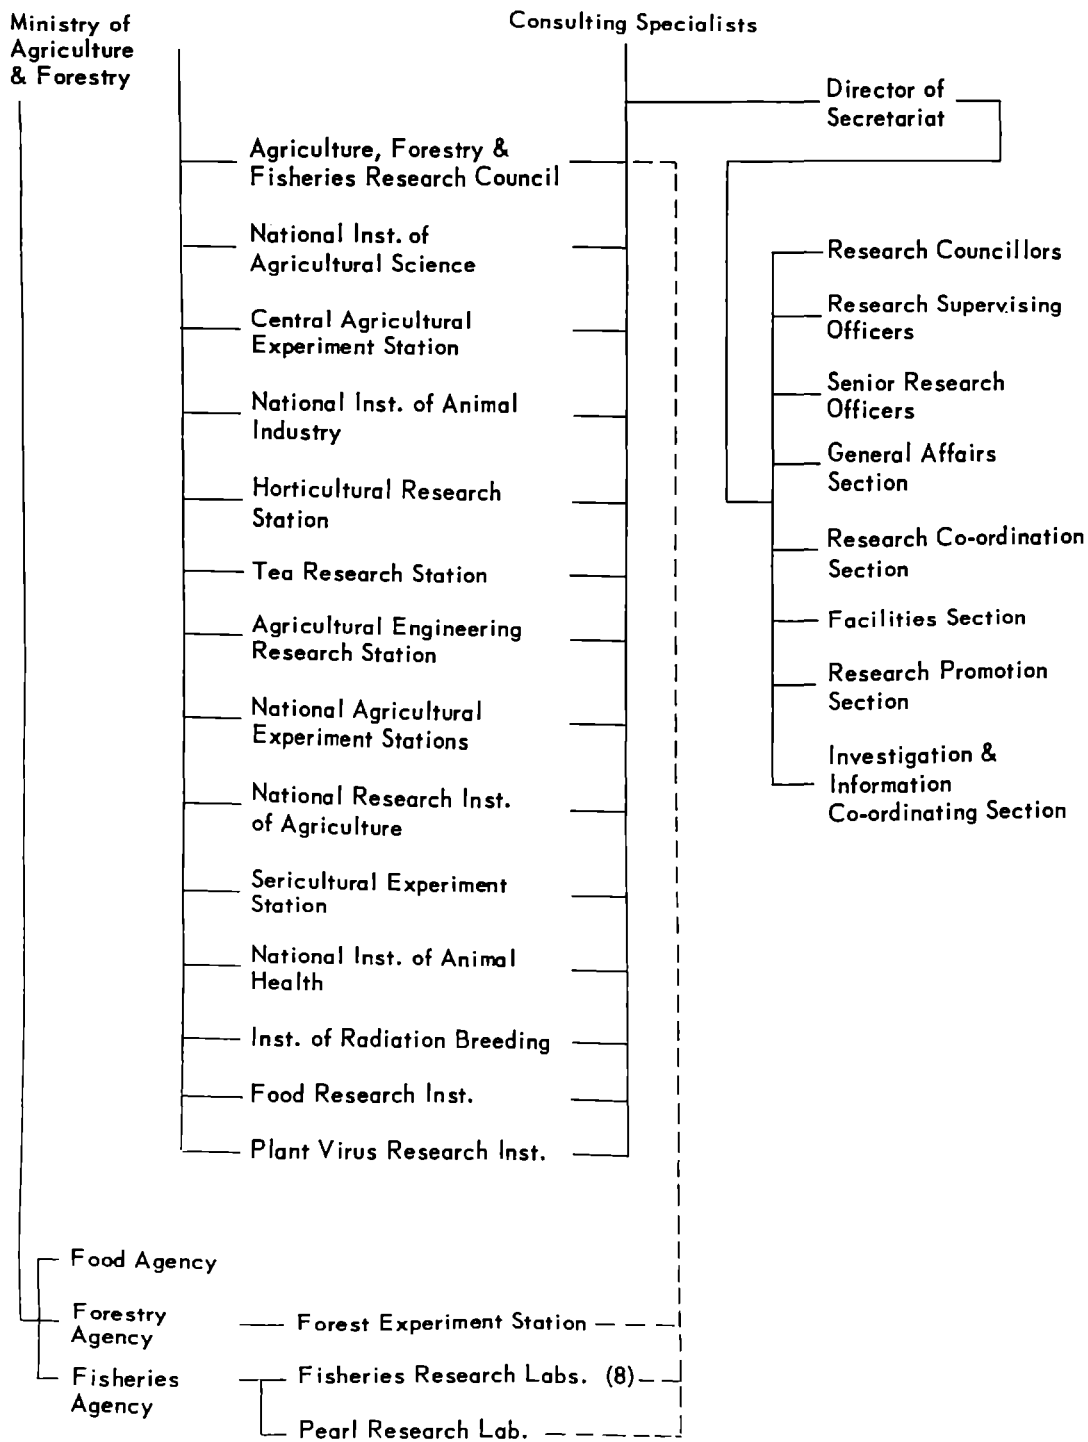 Ministry of
Agriculture
& Forestry
Consulting Specialists
Director of
Secretariat
Agriculture, Forestry &
Fisheries Research Council
National Inst. of
Agricultural Science
Central Agricultural
Experiment Station
National Inst. of Animal
Industry
Horticultural Research
Station
Tea Research Station
Agricultural Engineering
Research Station
National Agricultural
Experiment Stations
National Research Inst.
of Agriculture
Sericultural Experiment
Station
National Inst. of Animal
Health
Inst. of Radiation Breeding
Food Research Inst.
Plant Virus Research Inst.
Research Councillors
Research Supervising
Officers
Senior Research
Officers
General Affairs
Section
Research Co-ordination
Section
Facilities Section
Research Promotion
Section
Investigation &
Information
Co-ordinating Section
Food Agency
Forestry
Agency
Forest Experiment Station
Fisheries
Agency
Fisheries Research Labs. (8)
Pearl Research Lab.